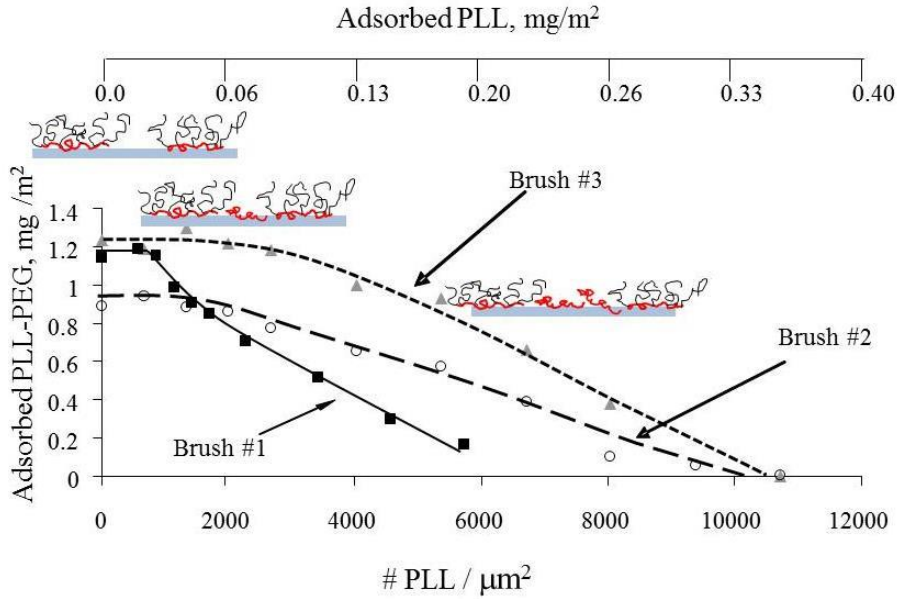 Adsorbed PLL, mg/m²
0.0 0.06 0.13 0.20 0.26 0.33 0.40
Brush #3
Adsorbed PLL-PEG, mg /m²
1.4
1.2
1
0.8
0.6
0.4
0.2
0
Brush #2
Brush #1
0 2000 4000 6000 8000 10000 12000
# PLL / µm²